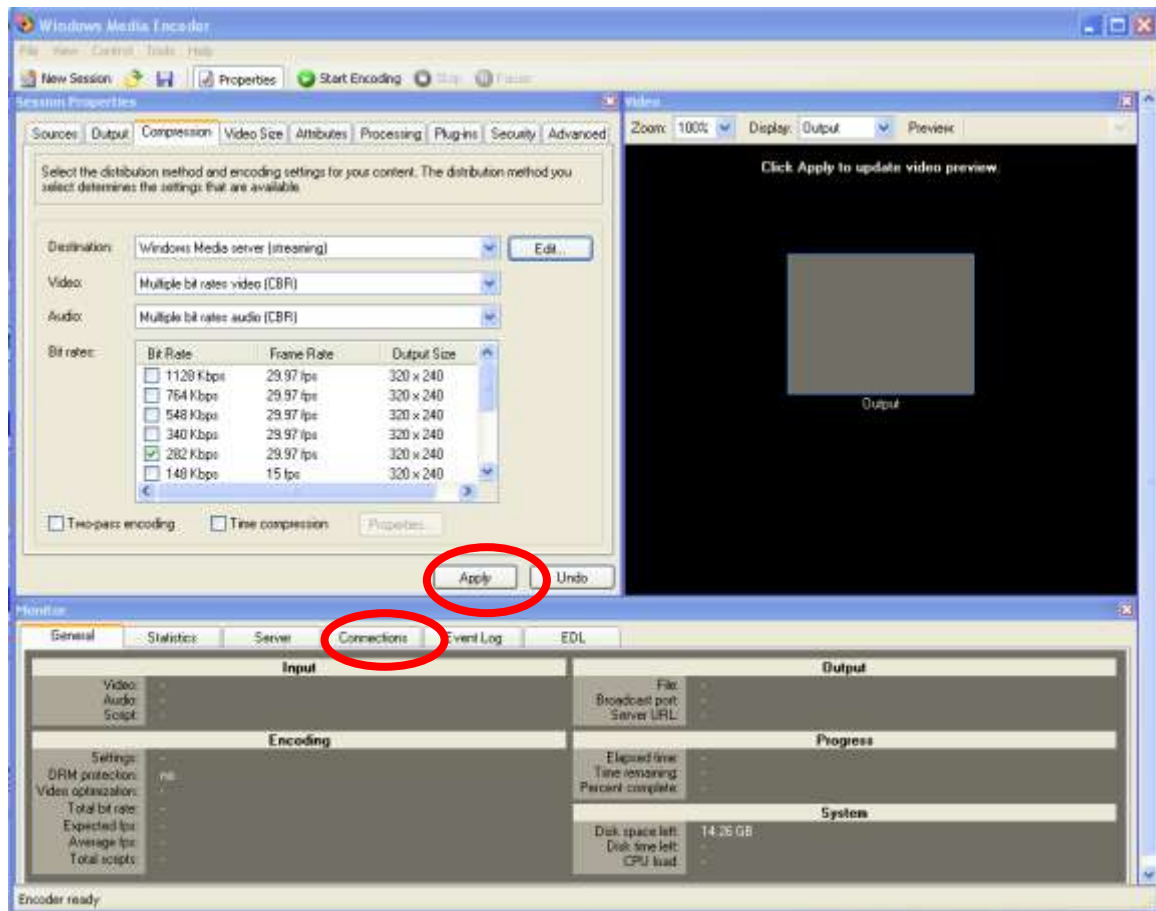 Windows Media Encoder
File View Control Tools Help
New Session Properties Start Encoding Stop Pause
Session Properties
Sources Output Compression Video Size Attributes Processing Plug-ins Security Advanced
Select the distribution method and encoding settings for your content. The distribution method you
select determines the settings that are available.
Destination: Windows Media server (streaming) Edit...
Video: Multiple bit rates video (CBR)
Audio: Multiple bit rates audio (CBR)
Bit rates: Bit Rate Frame Rate Output Size
1128 Kbps 29.97 fps 320 x 240
764 Kbps 29.97 fps 320 x 240
548 Kbps 29.97 fps 320 x 240
340 Kbps 29.97 fps 320 x 240
282 Kbps 29.97 fps 320 x 240
148 Kbps 15 fps 320 x 240
Two-pass encoding Time compression Properties...
Apply Undo
Video
Zoom: 100% Display: Output Preview:
Click Apply to update video preview.
Output
Monitor
General Statistics Server Connections Event Log EDL
Input
Video: -
Audio: -
Script: -
Output
File: -
Broadcast port: -
Server URL: -
Encoding
Settings: -
DRM protection: no
Video optimization: -
Total bit rate: -
Expected fps: -
Average fps: -
Total scripts: -
Progress
Elapsed time: -
Time remaining: -
Percent complete: -
System
Disk space left: 14.26 GB
Disk time left: -
CPU load: -
Encoder ready